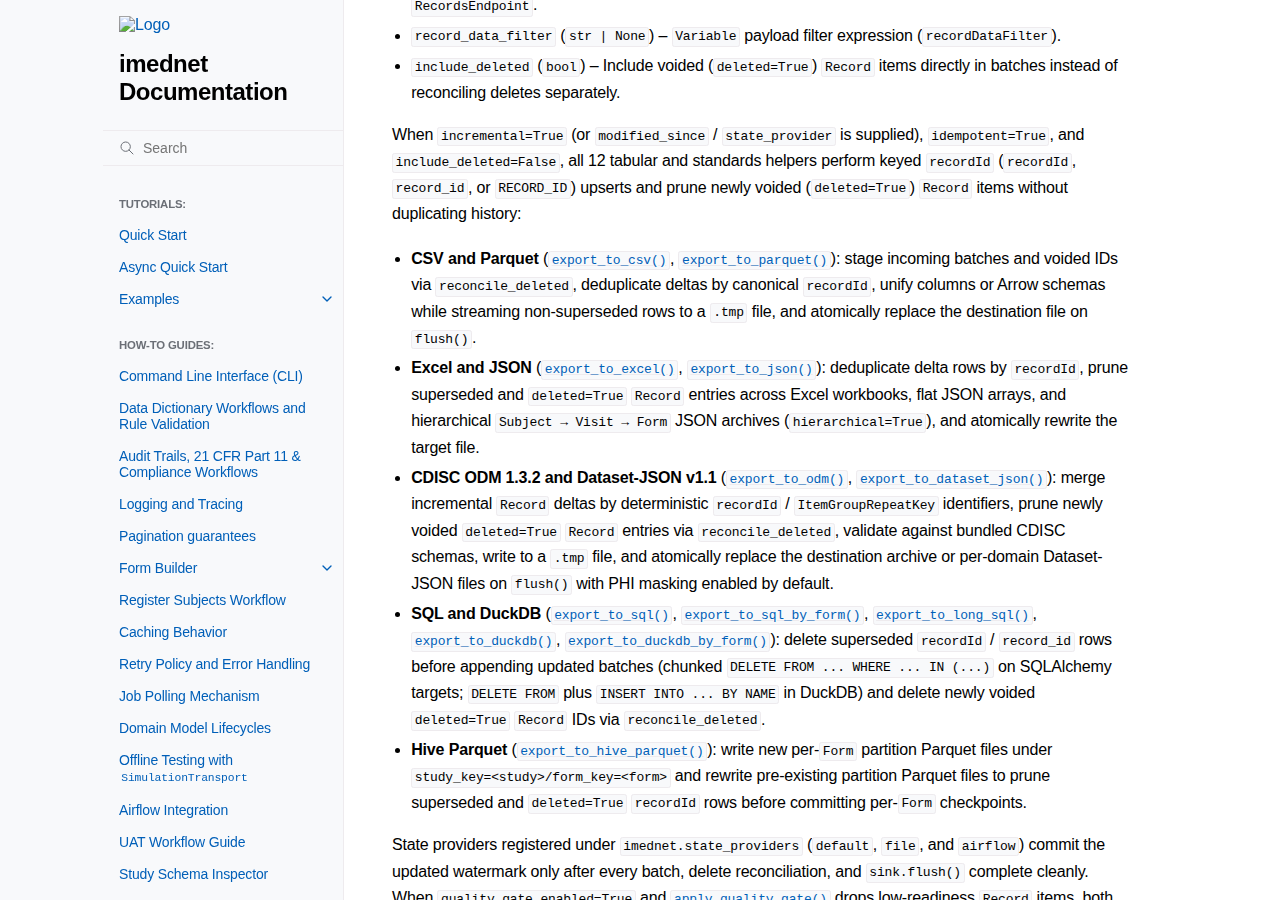 Logo
imednet
Documentation
Search
TUTORIALS:
Quick Start
Async Quick Start
Examples
HOW-TO GUIDES:
Command Line Interface (CLI)
Data Dictionary Workflows and
Rule Validation
Audit Trails, 21 CFR Part 11 &
Compliance Workflows
Logging and Tracing
Pagination guarantees
Form Builder
Register Subjects Workflow
Caching Behavior
Retry Policy and Error Handling
Job Polling Mechanism
Domain Model Lifecycles
Offline Testing with
SimulationTransport
Airflow Integration
UAT Workflow Guide
Study Schema Inspector
RecordsEndpoint.
• record_data_filter (str | None) – Variable payload filter expression (recordDataFilter).
• include_deleted (bool) – Include voided (deleted=True) Record items directly in batches instead of
reconciling deletes separately.
When incremental=True (or modified_since / state_provider is supplied), idempotent=True, and
include_deleted=False, all 12 tabular and standards helpers perform keyed recordId (recordId,
record_id, or RECORD_ID) upserts and prune newly voided (deleted=True) Record items without
duplicating history:
• CSV and Parquet (export_to_csv(), export_to_parquet()): stage incoming batches and voided IDs
via reconcile_deleted, deduplicate deltas by canonical recordId, unify columns or Arrow schemas
while streaming non-superseded rows to a .tmp file, and atomically replace the destination file on
flush().
• Excel and JSON (export_to_excel(), export_to_json()): deduplicate delta rows by recordId, prune
superseded and deleted=True Record entries across Excel workbooks, flat JSON arrays, and
hierarchical Subject → Visit → Form JSON archives (hierarchical=True), and atomically rewrite the
target file.
• CDISC ODM 1.3.2 and Dataset-JSON v1.1 (export_to_odm(), export_to_dataset_json()): merge
incremental Record deltas by deterministic recordId / ItemGroupRepeatKey identifiers, prune newly
voided deleted=True Record entries via reconcile_deleted, validate against bundled CDISC
schemas, write to a .tmp file, and atomically replace the destination archive or per-domain Dataset-
JSON files on flush() with PHI masking enabled by default.
• SQL and DuckDB (export_to_sql(), export_to_sql_by_form(), export_to_long_sql(),
export_to_duckdb(), export_to_duckdb_by_form()): delete superseded recordId / record_id rows
before appending updated batches (chunked DELETE FROM ... WHERE ... IN (...) on SQLAlchemy
targets; DELETE FROM plus INSERT INTO ... BY NAME in DuckDB) and delete newly voided
deleted=True Record IDs via reconcile_deleted.
• Hive Parquet (export_to_hive_parquet()): write new per-Form partition Parquet files under
study_key=<study>/form_key=<form> and rewrite pre-existing partition Parquet files to prune
superseded and deleted=True recordId rows before committing per-Form checkpoints.
State providers registered under imednet.state_providers (default, file, and airflow) commit the
updated watermark only after every batch, delete reconciliation, and sink.flush() complete cleanly.
When quality_gate_enabled=True and apply_quality_gate() drops low-readiness Record items, both